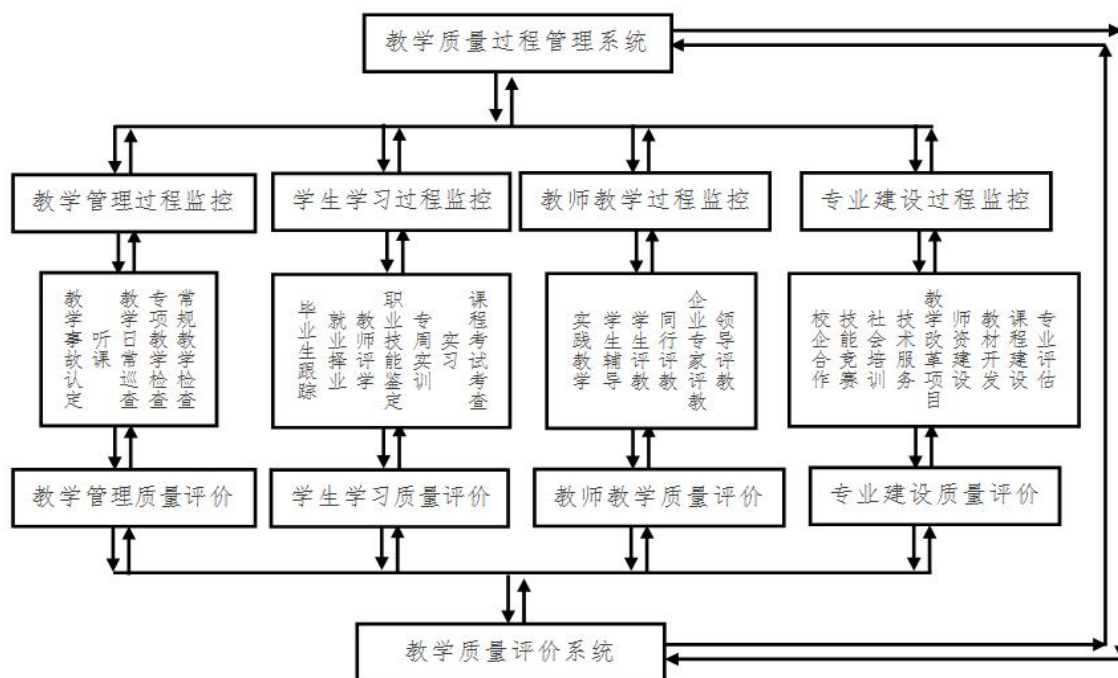 教学质量过程管理系统
教学管理过程监控
学生学习过程监控
教师教学过程监控
专业建设过程监控
教学事故认定
听课
教学日常巡查
专项教学检查
常规教学检查
毕业生跟踪
就业择业
教师评学
职业技能鉴定
专周实训
实习
课程考试考查
实践教学
学生辅导
学生评教
同行评教
企业专家评教
领导评教
校企合作
技能竞赛
社会培训
技术服务
教学改革项目
师资建设
教材开发
课程建设
专业评估
教学管理质量评价
学生学习质量评价
教师教学质量评价
专业建设质量评价
教学质量评价系统